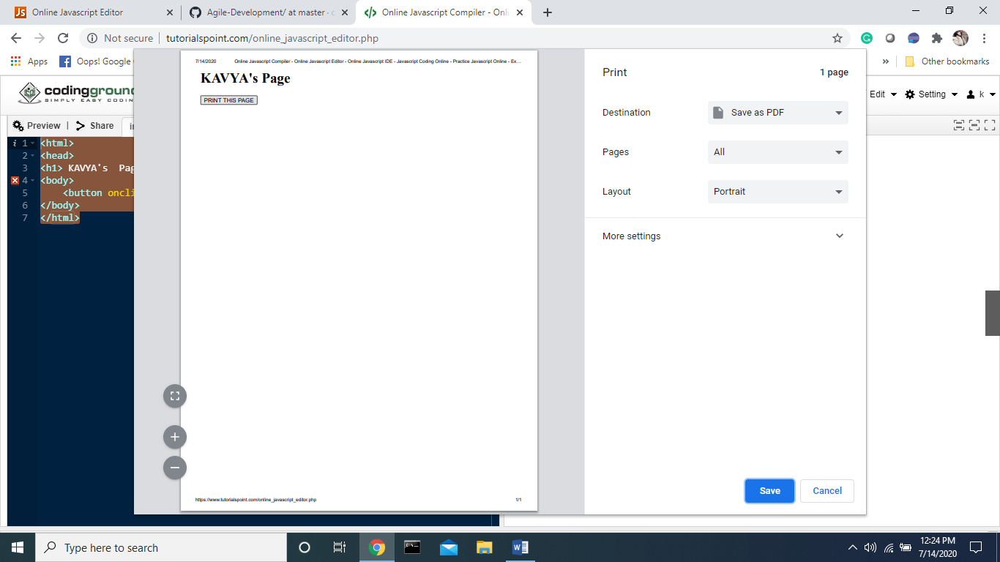 Online Javascript Editor
Agile-Development/ at master ·
Online Javascript Compiler - Onli
Not secure
tutorialspoint.com/online_javascript_editor.php
Apps
Oops! Google
»
Other bookmarks
codingground
SIMPLY EASY CODING
Edit
Setting
k
Preview | Share
i 1 <html>
2 <head>
3 <h1> KAVYA's  Pag
4 <body>
5 <button oncli
6 </body>
7 </html>
7/14/2020 Online Javascript Compiler - Online Javascript Editor - Online Javascript IDE - Javascript Coding Online - Practice Javascript Online - Ex…
KAVYA's Page
PRINT THIS PAGE
https://www.tutorialspoint.com/online_javascript_editor.php 1/1
Print 1 page
Destination Save as PDF
Pages All
Layout Portrait
More settings
Save Cancel
Type here to search
12:24 PM
7/14/2020